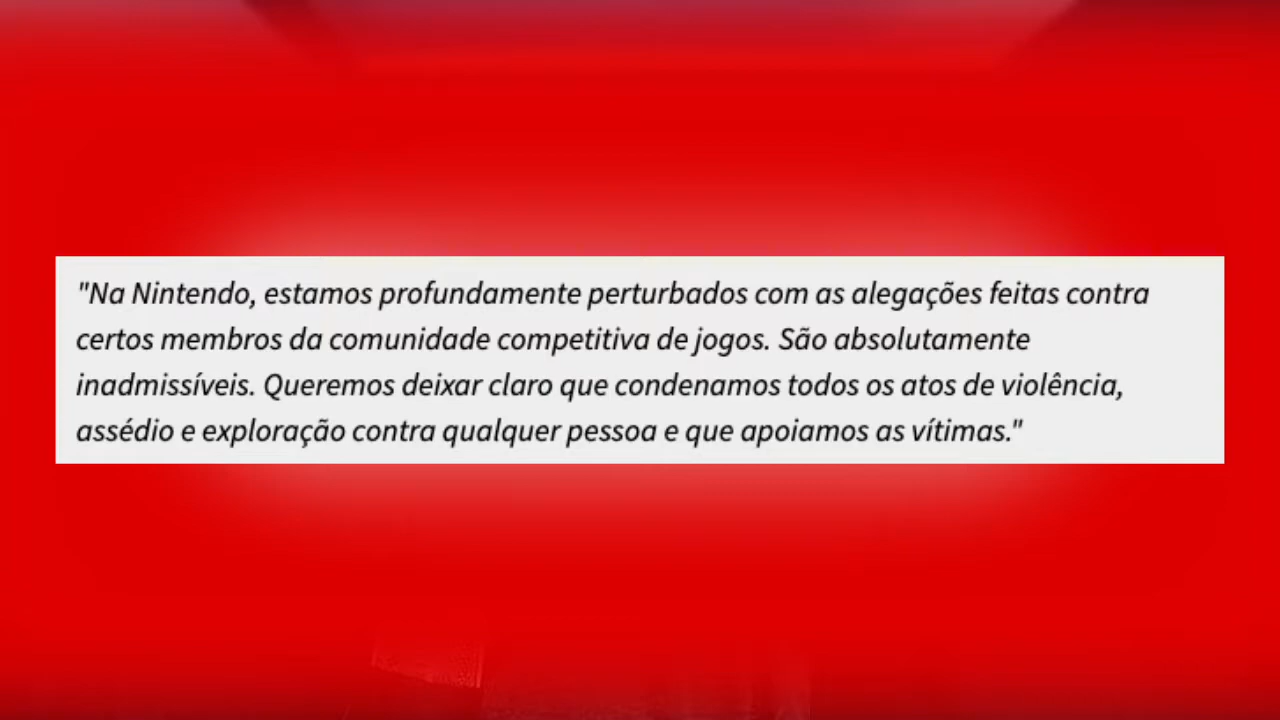 "Na Nintendo, estamos profundamente perturbados com as alegações feitas contra
certos membros da comunidade competitiva de jogos. São absolutamente
inadmissíveis. Queremos deixar claro que condenamos todos os atos de violência,
assédio e exploração contra qualquer pessoa e que apoiamos as vítimas."